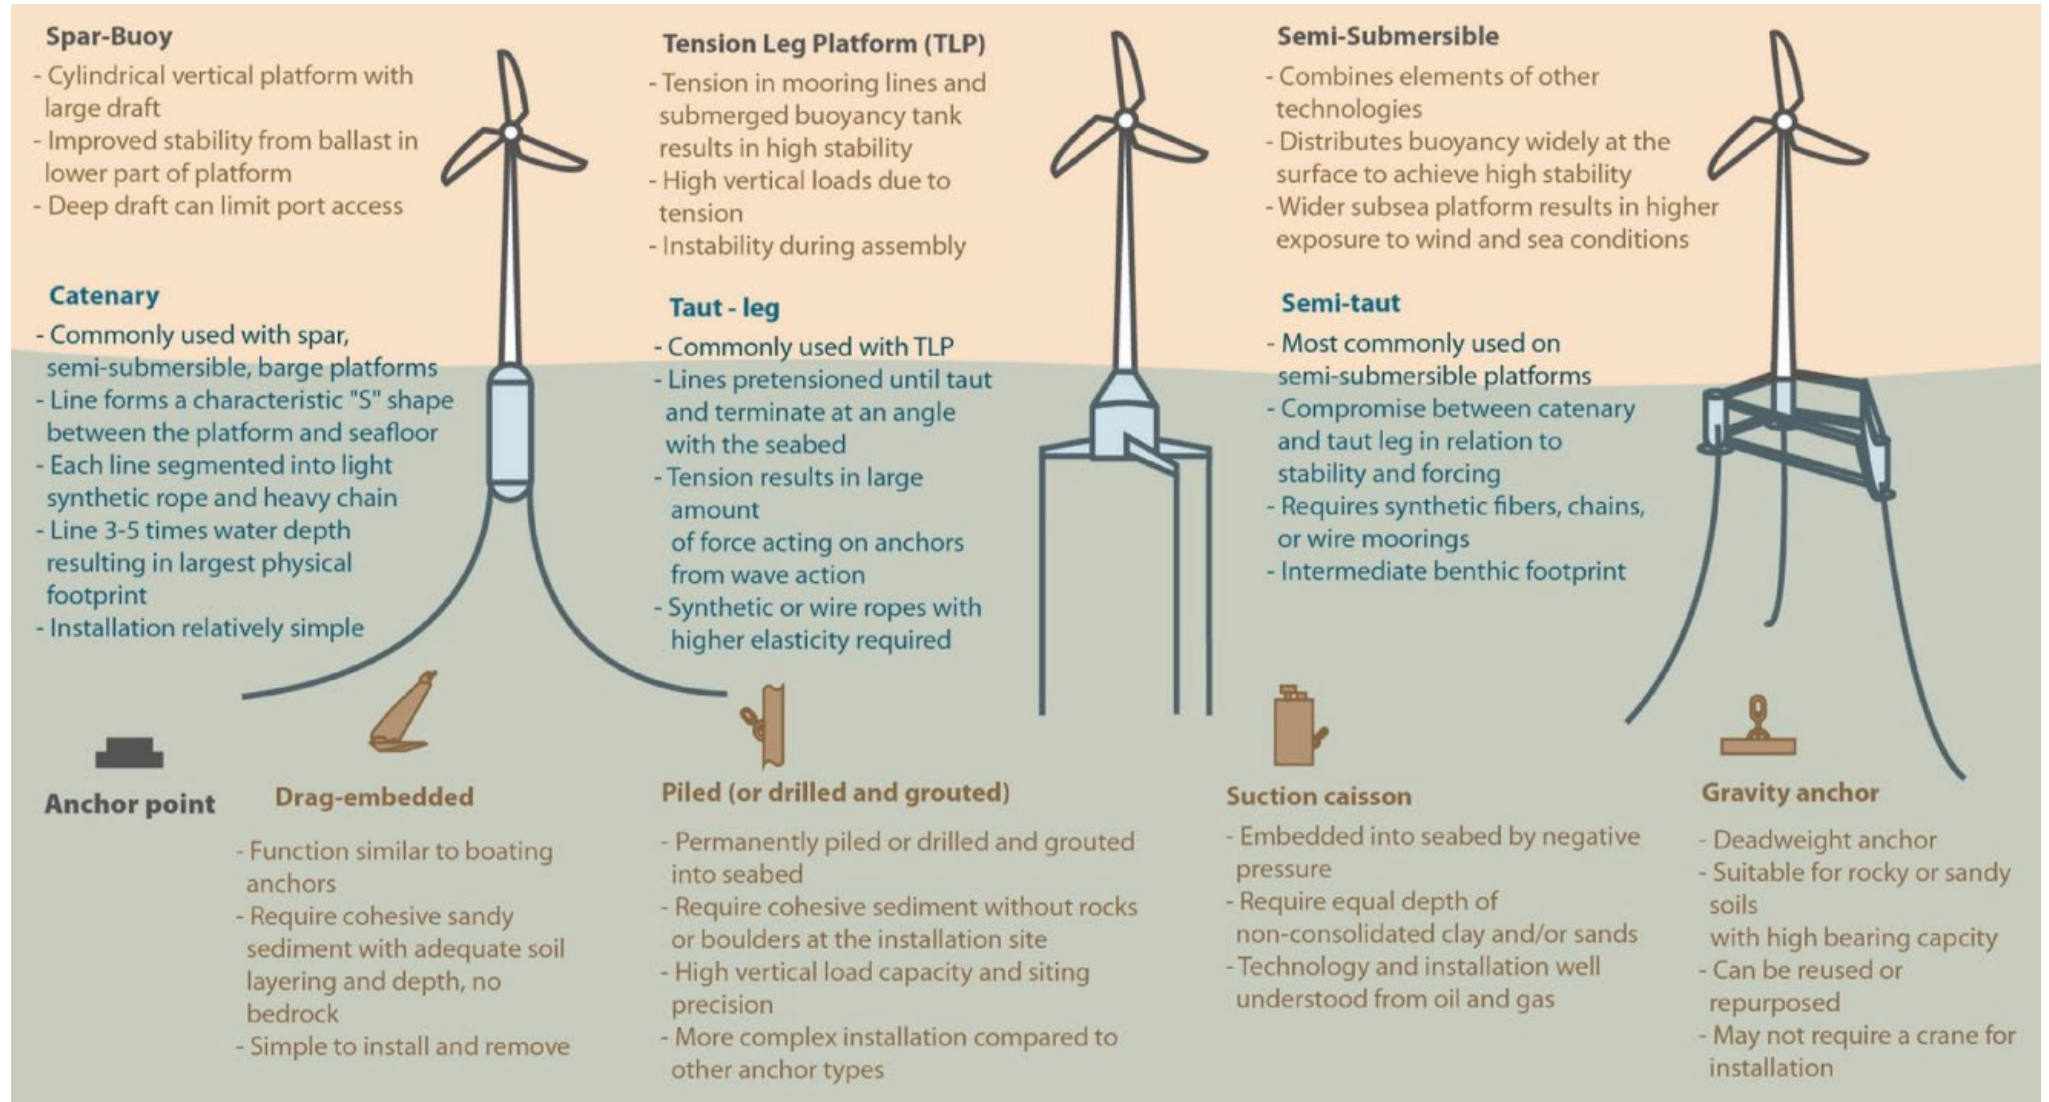 Spar-Buoy
- Cylindrical vertical platform with
large draft
- Improved stability from ballast in
lower part of platform
- Deep draft can limit port access
Tension Leg Platform (TLP)
- Tension in mooring lines and
submerged buoyancy tank
results in high stability
- High vertical loads due to
tension
- Instability during assembly
Semi-Submersible
- Combines elements of other
technologies
- Distributes buoyancy widely at the
surface to achieve high stability
- Wider subsea platform results in higher
exposure to wind and sea conditions
Catenary
- Commonly used with spar,
semi-submersible, barge platforms
- Line forms a characteristic "S" shape
between the platform and seafloor
- Each line segmented into light
synthetic rope and heavy chain
- Line 3-5 times water depth
resulting in largest physical
footprint
- Installation relatively simple
Taut - leg
- Commonly used with TLP
- Lines pretensioned until taut
and terminate at an angle
with the seabed
- Tension results in large
amount
of force acting on anchors
from wave action
- Synthetic or wire ropes with
higher elasticity required
Semi-taut
- Most commonly used on
semi-submersible platforms
- Compromise between catenary
and taut leg in relation to
stability and forcing
- Requires synthetic fibers, chains,
or wire moorings
- Intermediate benthic footprint
Anchor point
Drag-embedded
- Function similar to boating
anchors
- Require cohesive sandy
sediment with adequate soil
layering and depth, no
bedrock
- Simple to install and remove
Piled (or drilled and grouted)
- Permanently piled or drilled and grouted
into seabed
- Require cohesive sediment without rocks
or boulders at the installation site
- High vertical load capacity and siting
precision
- More complex installation compared to
other anchor types
Suction caisson
- Embedded into seabed by negative
pressure
- Require equal depth of
non-consolidated clay and/or sands
- Technology and installation well
understood from oil and gas
Gravity anchor
- Deadweight anchor
- Suitable for rocky or sandy
soils
with high bearing capcity
- Can be reused or
repurposed
- May not require a crane for
installation